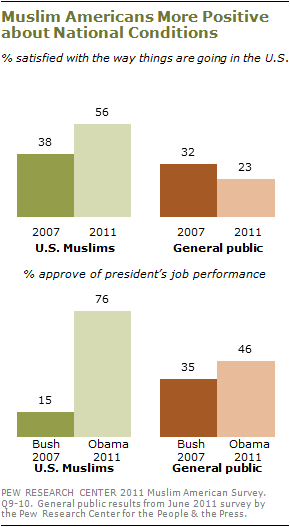 Muslim Americans More Positive
about National Conditions
% satisfied with the way things are going in the U.S.
38 56 32 23
2007 2011 2007 2011
U.S. Muslims General public
% approve of president's job performance
15 76 35 46
Bush Obama Bush Obama
2007 2011 2007 2011
U.S. Muslims General public
PEW RESEARCH CENTER 2011 Muslim American Survey.
Q9-10. General public results from June 2011 survey by
the Pew Research Center for the People & the Press.